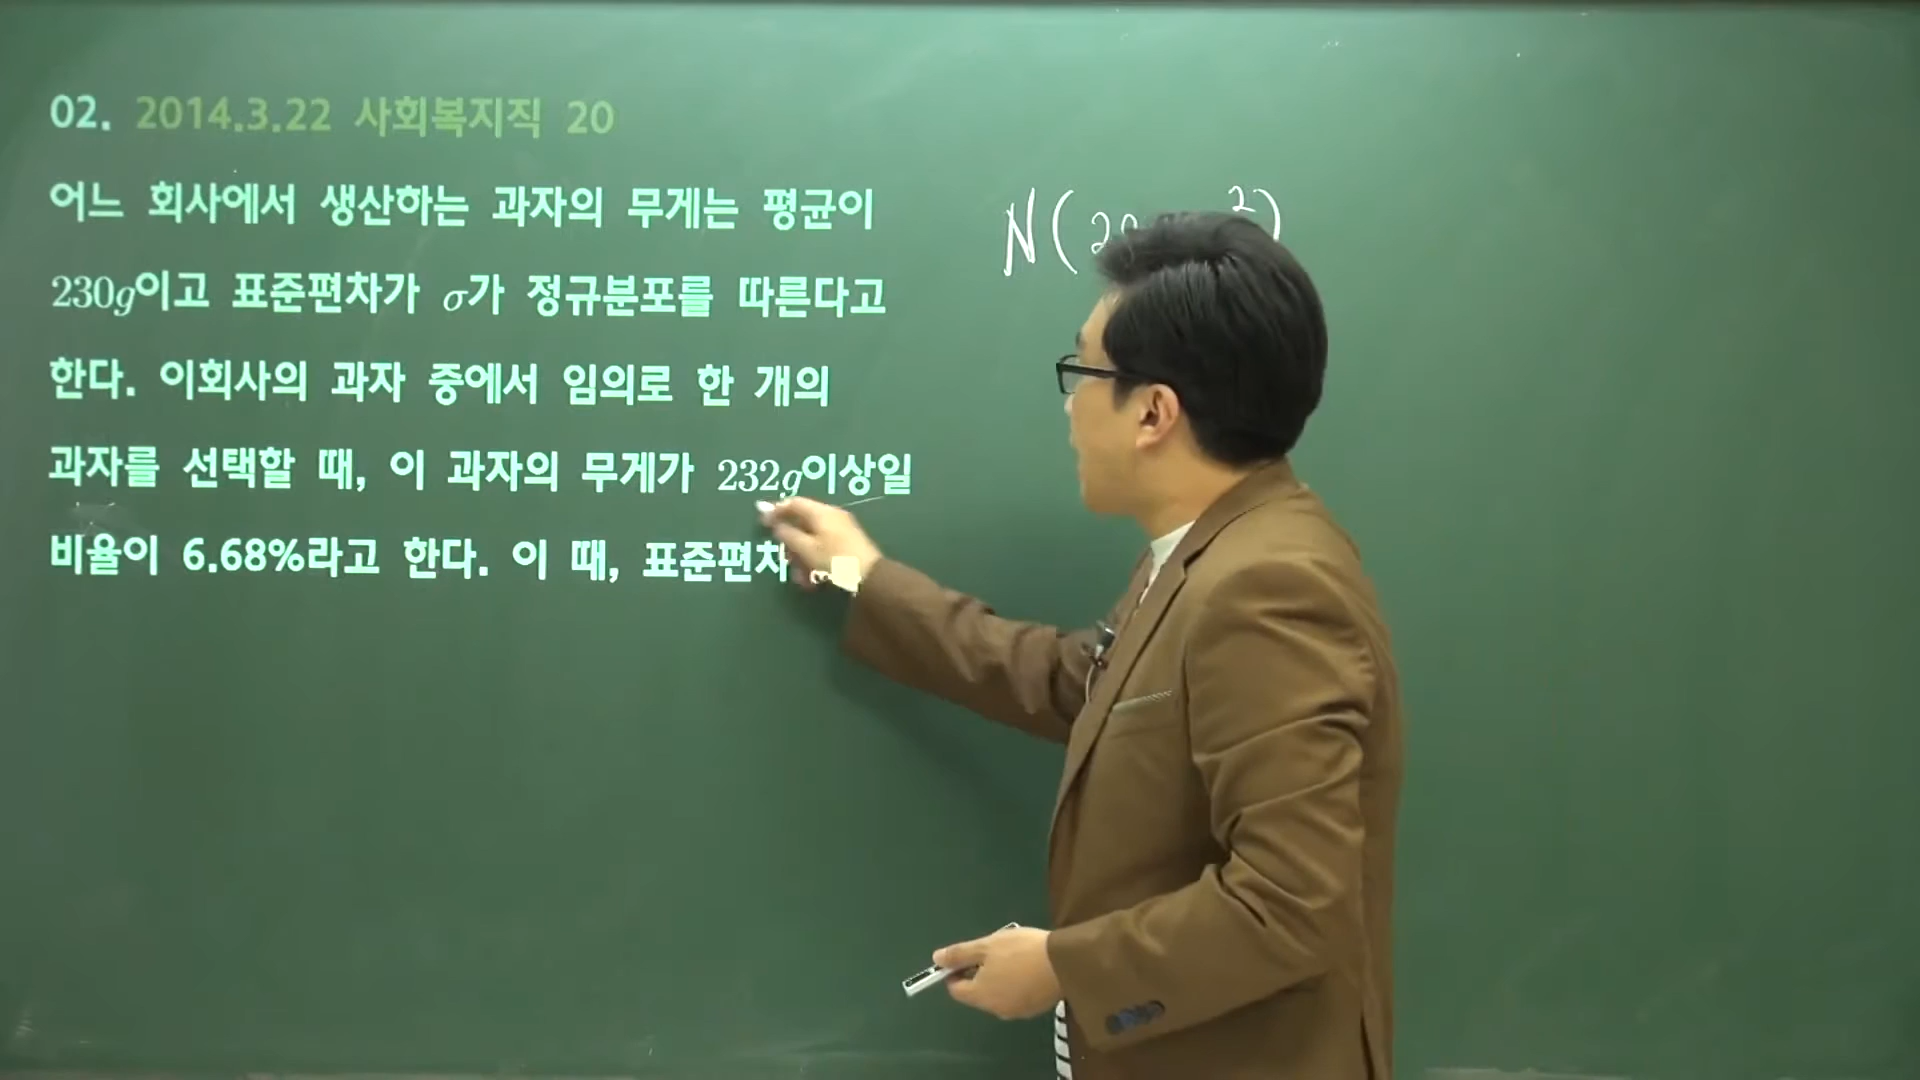 02. 2014.3.22 사회복지직 20
어느 회사에서 생산하는 과자의 무게는 평균이
230g이고 표준편차가 σ가 정규분포를 따른다고
한다. 이회사의 과자 중에서 임의로 한 개의
과자를 선택할 때, 이 과자의 무게가 232g이상일
비율이 6.68%라고 한다. 이 때, 표준편차
N( 2)